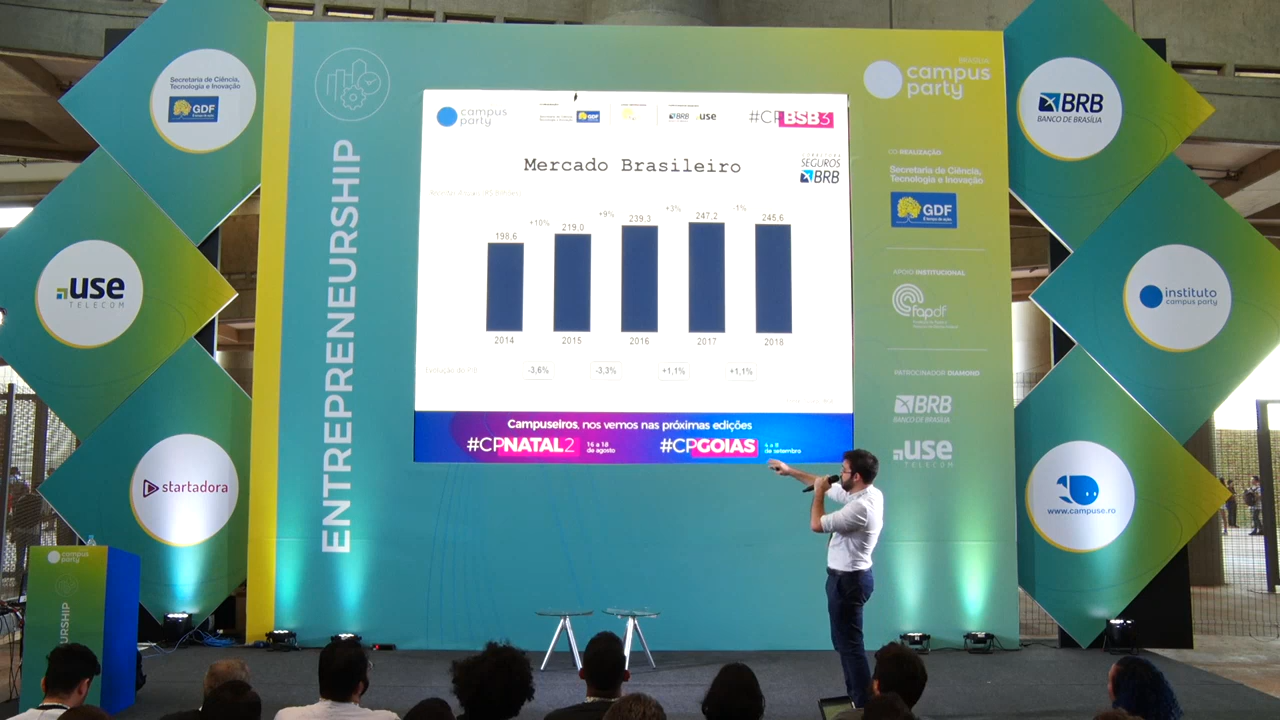 Secretaria de Ciência,
Tecnologia e Inovação
GDF
use
TELECOM
startadora
campus
party
URSHIP
ENTREPRENEURSHIP
campus
party
GDF
BRB
use
#CPBSB3
Mercado Brasileiro
SEGUROS
BRB
+10%
+9%
+3%
-1%
198,6
219,0
239,3
247,2
245,6
2014
2015
2016
2017
2018
-3,6%
-3,3%
+1,1%
+1,1%
Campuseiros, nos vemos nas próximas edições
#CPNATAL2
16 a 18
de agosto
#CPGOIAS
de setembro
BRASÍLIA
campus
party
CO REALIZAÇÃO
Secretaria de Ciência,
Tecnologia e Inovação
GDF
APOIO INSTITUCIONAL
fapdf
PATROCINADOR DIAMOND
BRB
BANCO DE BRASÍLIA
use
TELECOM
BRB
BANCO DE BRASÍLIA
instituto
campus party
www.campuse.ro